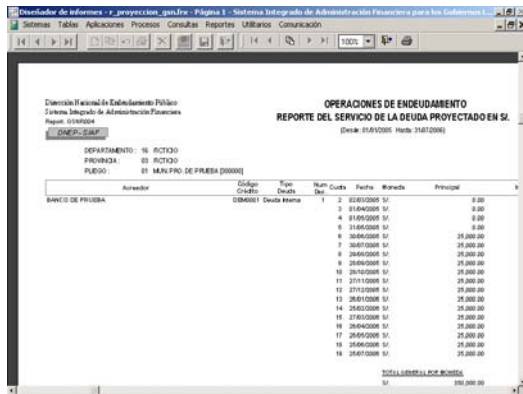 Diseñador de informes - r_proyeccion_gsn.frx - Página 1 - Sistema Integrado de Administración Financiera para los Gobiernos L...
Sistemas Tablas Aplicaciones Procesos Consultas Reportes Utilitarios Comunicación
100%
Dirección Nacional de Endeudamiento Público
Sistema Integrado de Administración Financiera
Report: GSNR004
DNEP - SIAF
OPERACIONES DE ENDEUDAMIENTO
REPORTE DEL SERVICIO DE LA DEUDA PROYECTADO EN S/.
(Desde: 01/01/2005 Hasta: 31/07/2006)
DEPARTAMENTO : 16 FICTICIO
PROVINCIA : 03 FICTICIO
PLIEGO : 01 MUN.PRO. DE PRUEBA [000000]
Acreedor Código Crédito Tipo Deuda Num Des Cuota Fecha Moneda Principal
BANCO DE PRUEBA DBM0001 Deuda Interna 1 2 02/03/2005 S/. 0.00
3 01/04/2005 S/. 0.00
4 01/05/2005 S/. 0.00
5 31/05/2005 S/. 0.00
6 30/06/2005 S/. 25,000.00
7 30/07/2005 S/. 25,000.00
8 29/08/2005 S/. 25,000.00
9 28/09/2005 S/. 25,000.00
10 28/10/2005 S/. 25,000.00
11 27/11/2005 S/. 25,000.00
12 27/12/2005 S/. 25,000.00
13 26/01/2006 S/. 25,000.00
14 25/02/2006 S/. 25,000.00
15 27/03/2006 S/. 25,000.00
16 26/04/2006 S/. 25,000.00
17 26/05/2006 S/. 25,000.00
18 25/06/2006 S/. 25,000.00
19 25/07/2006 S/. 25,000.00
TOTAL GENERAL POR MONEDA
S/. 350,000.00